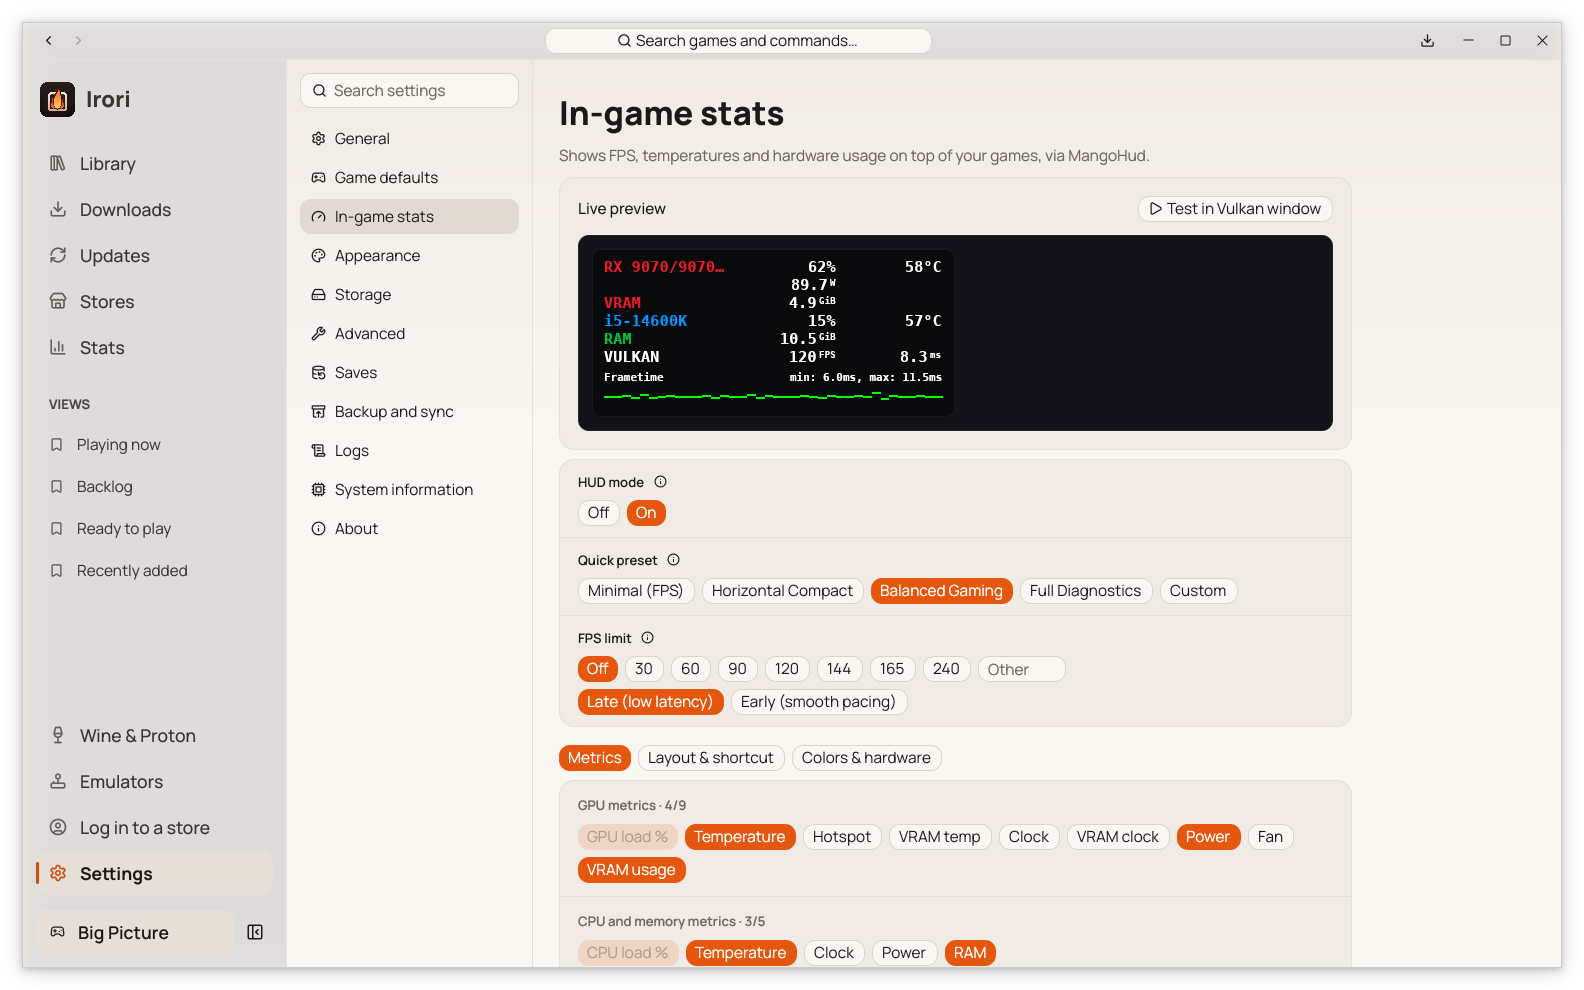 Search games and commands...
Irori
Library
Downloads
Updates
Stores
Stats
VIEWS
Playing now
Backlog
Ready to play
Recently added
Wine & Proton
Emulators
Log in to a store
Settings
Big Picture
Search settings
General
Game defaults
In-game stats
Appearance
Storage
Advanced
Saves
Backup and sync
Logs
System information
About
In-game stats
Shows FPS, temperatures and hardware usage on top of your games, via MangoHud.
Live preview
Test in Vulkan window
RX 9070/9070… 62% 58°C
89.7W
VRAM 4.9GiB
i5-14600K 15% 57°C
RAM 10.5GiB
VULKAN 120FPS 8.3ms
Frametime min: 6.0ms, max: 11.5ms
HUD mode
Off On
Quick preset
Minimal (FPS) Horizontal Compact Balanced Gaming Full Diagnostics Custom
FPS limit
Off 30 60 90 120 144 165 240 Other
Late (low latency) Early (smooth pacing)
Metrics Layout & shortcut Colors & hardware
GPU metrics · 4/9
GPU load % Temperature Hotspot VRAM temp Clock VRAM clock Power Fan
VRAM usage
CPU and memory metrics · 3/5
CPU load % Temperature Clock Power RAM